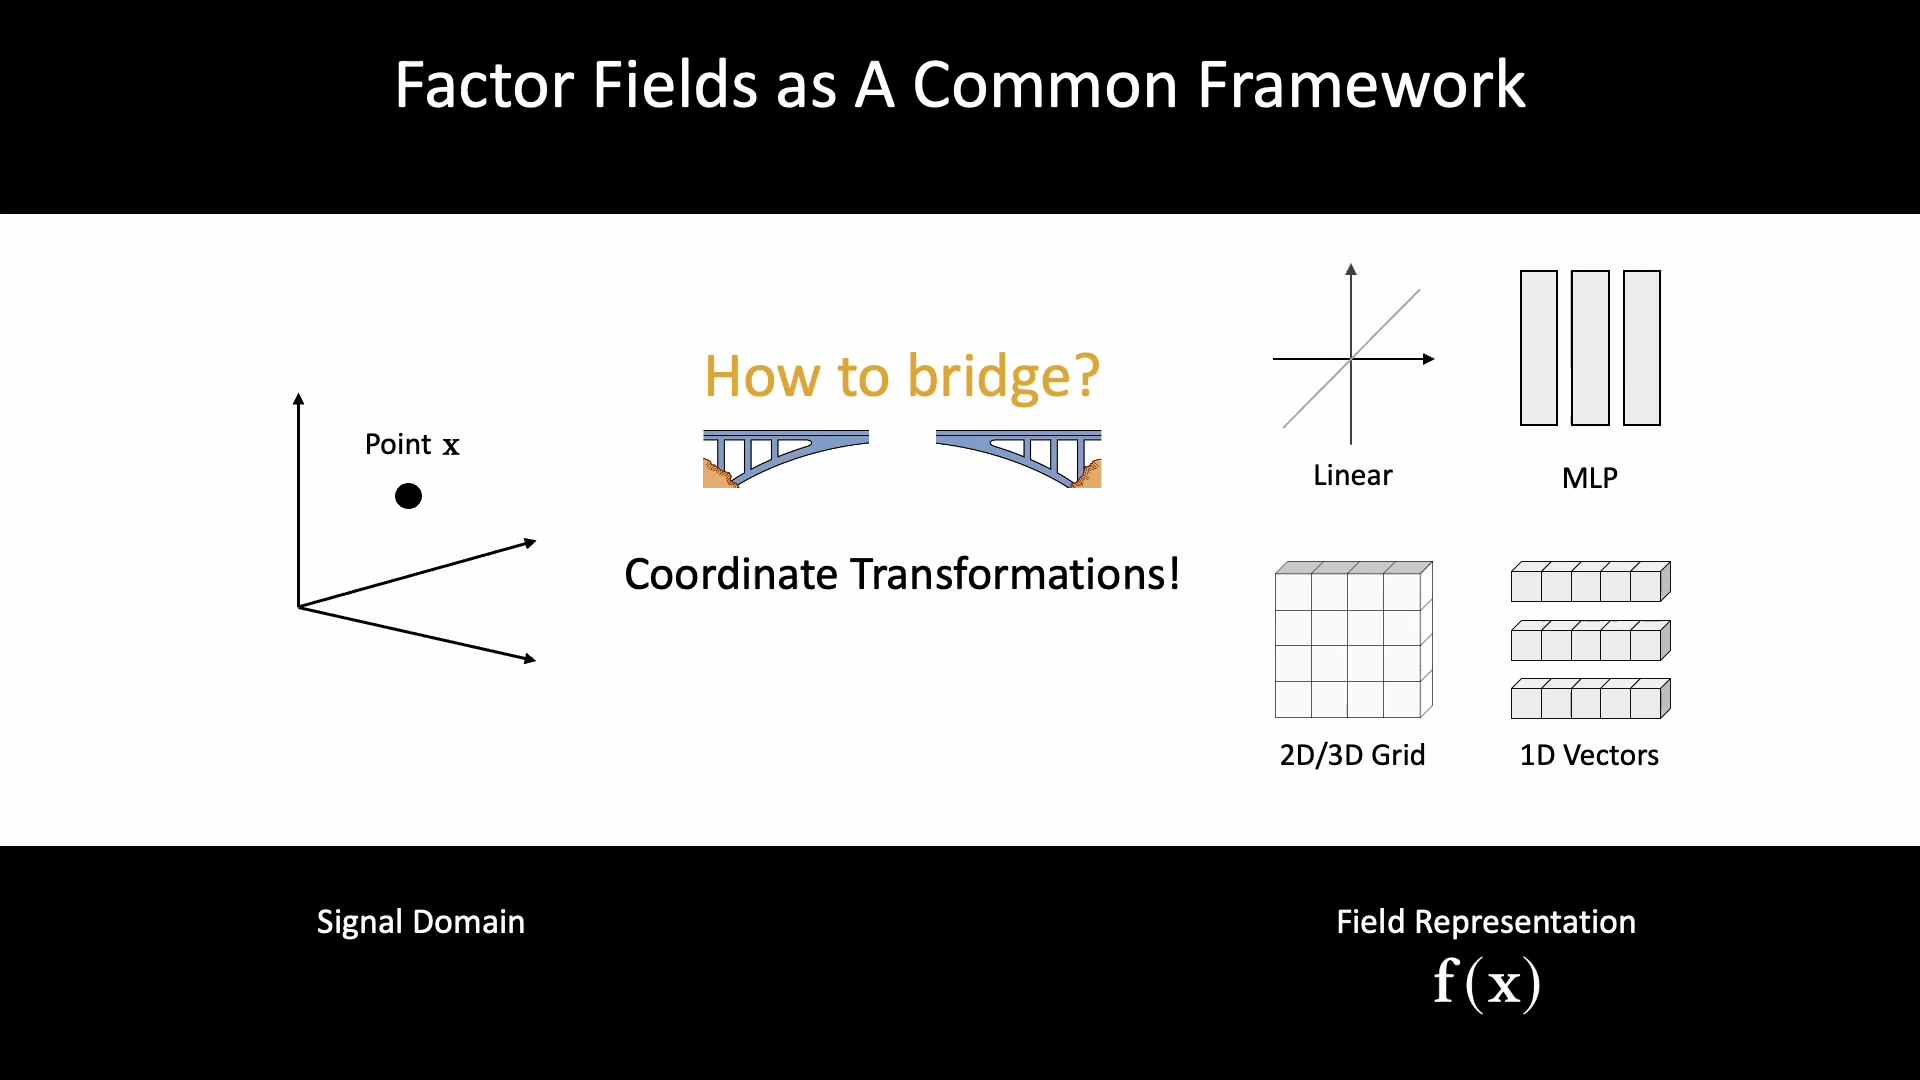 Factor Fields as A Common Framework
How to bridge?
Point x
Coordinate Transformations!
Linear
MLP
2D/3D Grid
1D Vectors
Signal Domain
Field Representation
f(x)